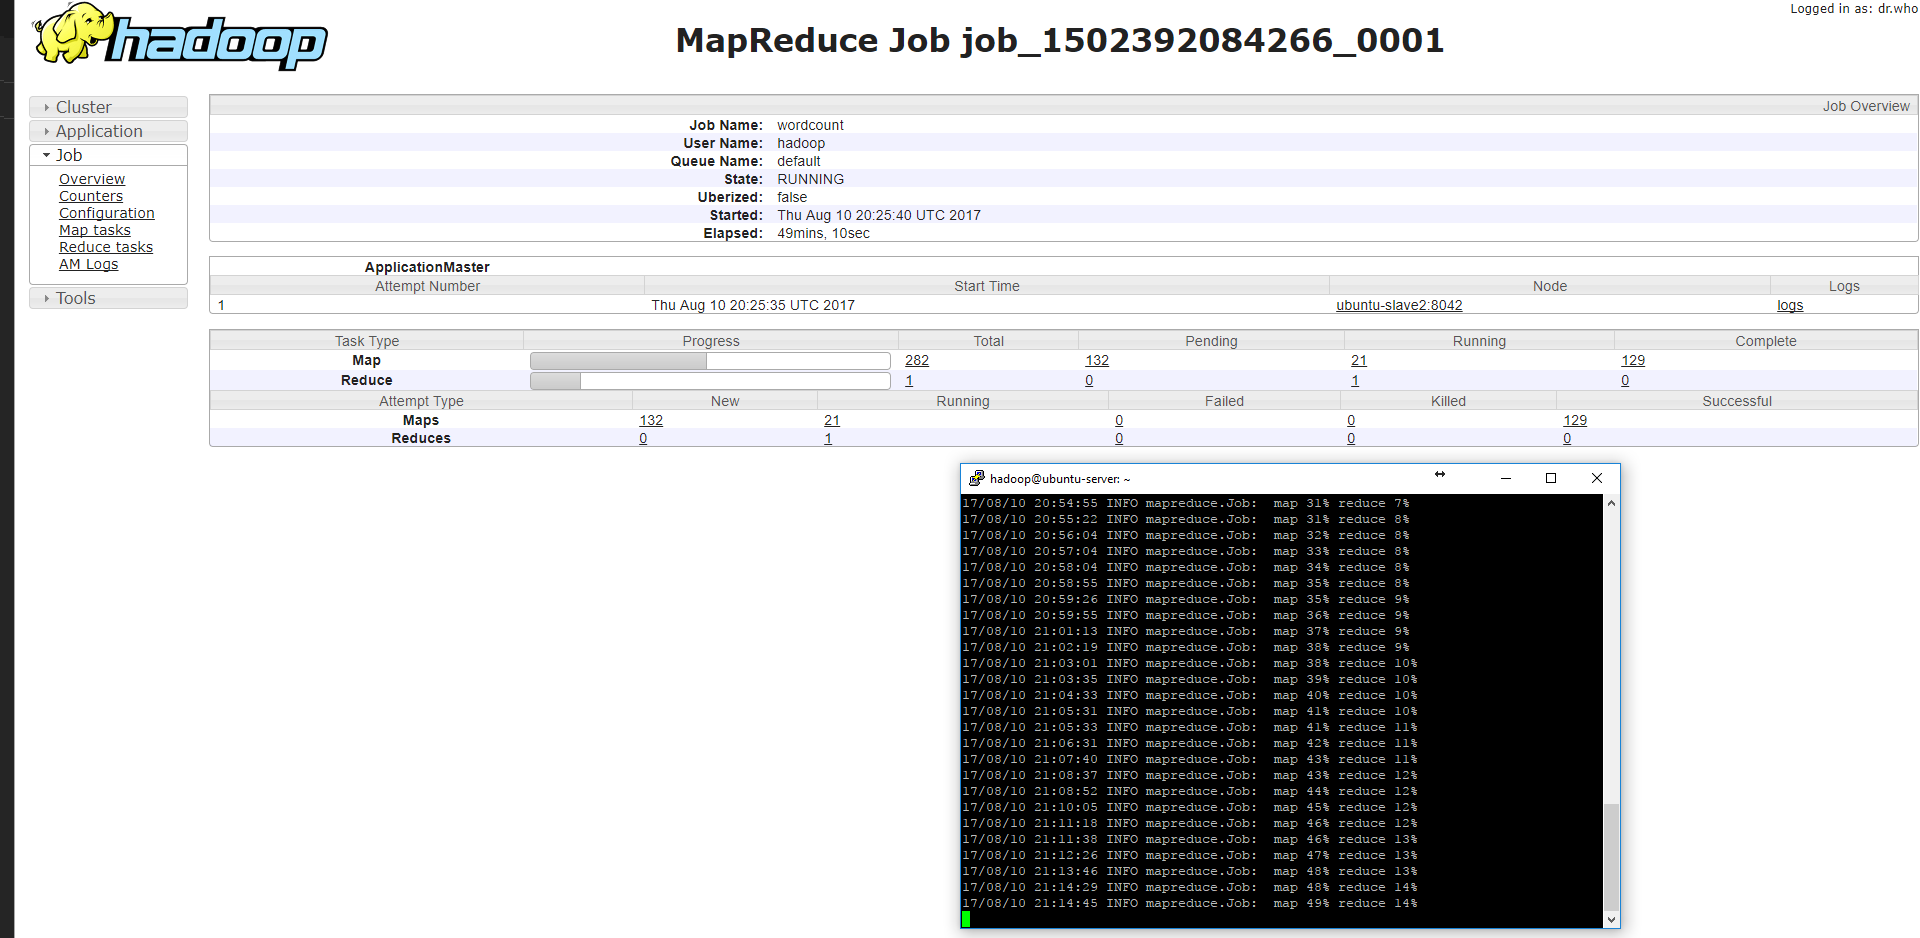 Logged in as: dr.who
hadoop
MapReduce Job job_1502392084266_0001
Cluster
Application
Job
Overview
Counters
Configuration
Map tasks
Reduce tasks
AM Logs
Tools
Job Overview
Job Name: wordcount
User Name: hadoop
Queue Name: default
State: RUNNING
Uberized: false
Started: Thu Aug 10 20:25:40 UTC 2017
Elapsed: 49mins, 10sec
ApplicationMaster
Attempt Number Start Time Node Logs
1 Thu Aug 10 20:25:35 UTC 2017 ubuntu-slave2:8042 logs
Task Type Progress Total Pending Running Complete
Map 282 132 21 129
Reduce 1 0 1 0
Attempt Type New Running Failed Killed Successful
Maps 132 21 0 0 129
Reduces 0 1 0 0 0
hadoop@ubuntu-server: ~
17/08/10 20:54:55 INFO mapreduce.Job:  map 31% reduce 7%
17/08/10 20:55:22 INFO mapreduce.Job:  map 31% reduce 8%
17/08/10 20:56:04 INFO mapreduce.Job:  map 32% reduce 8%
17/08/10 20:57:04 INFO mapreduce.Job:  map 33% reduce 8%
17/08/10 20:58:04 INFO mapreduce.Job:  map 34% reduce 8%
17/08/10 20:58:55 INFO mapreduce.Job:  map 35% reduce 8%
17/08/10 20:59:26 INFO mapreduce.Job:  map 35% reduce 9%
17/08/10 20:59:55 INFO mapreduce.Job:  map 36% reduce 9%
17/08/10 21:01:13 INFO mapreduce.Job:  map 37% reduce 9%
17/08/10 21:02:19 INFO mapreduce.Job:  map 38% reduce 9%
17/08/10 21:03:01 INFO mapreduce.Job:  map 38% reduce 10%
17/08/10 21:03:35 INFO mapreduce.Job:  map 39% reduce 10%
17/08/10 21:04:33 INFO mapreduce.Job:  map 40% reduce 10%
17/08/10 21:05:31 INFO mapreduce.Job:  map 41% reduce 10%
17/08/10 21:05:33 INFO mapreduce.Job:  map 41% reduce 11%
17/08/10 21:06:31 INFO mapreduce.Job:  map 42% reduce 11%
17/08/10 21:07:40 INFO mapreduce.Job:  map 43% reduce 11%
17/08/10 21:08:37 INFO mapreduce.Job:  map 43% reduce 12%
17/08/10 21:08:52 INFO mapreduce.Job:  map 44% reduce 12%
17/08/10 21:10:05 INFO mapreduce.Job:  map 45% reduce 12%
17/08/10 21:11:18 INFO mapreduce.Job:  map 46% reduce 12%
17/08/10 21:11:38 INFO mapreduce.Job:  map 46% reduce 13%
17/08/10 21:12:26 INFO mapreduce.Job:  map 47% reduce 13%
17/08/10 21:13:46 INFO mapreduce.Job:  map 48% reduce 13%
17/08/10 21:14:29 INFO mapreduce.Job:  map 48% reduce 14%
17/08/10 21:14:45 INFO mapreduce.Job:  map 49% reduce 14%